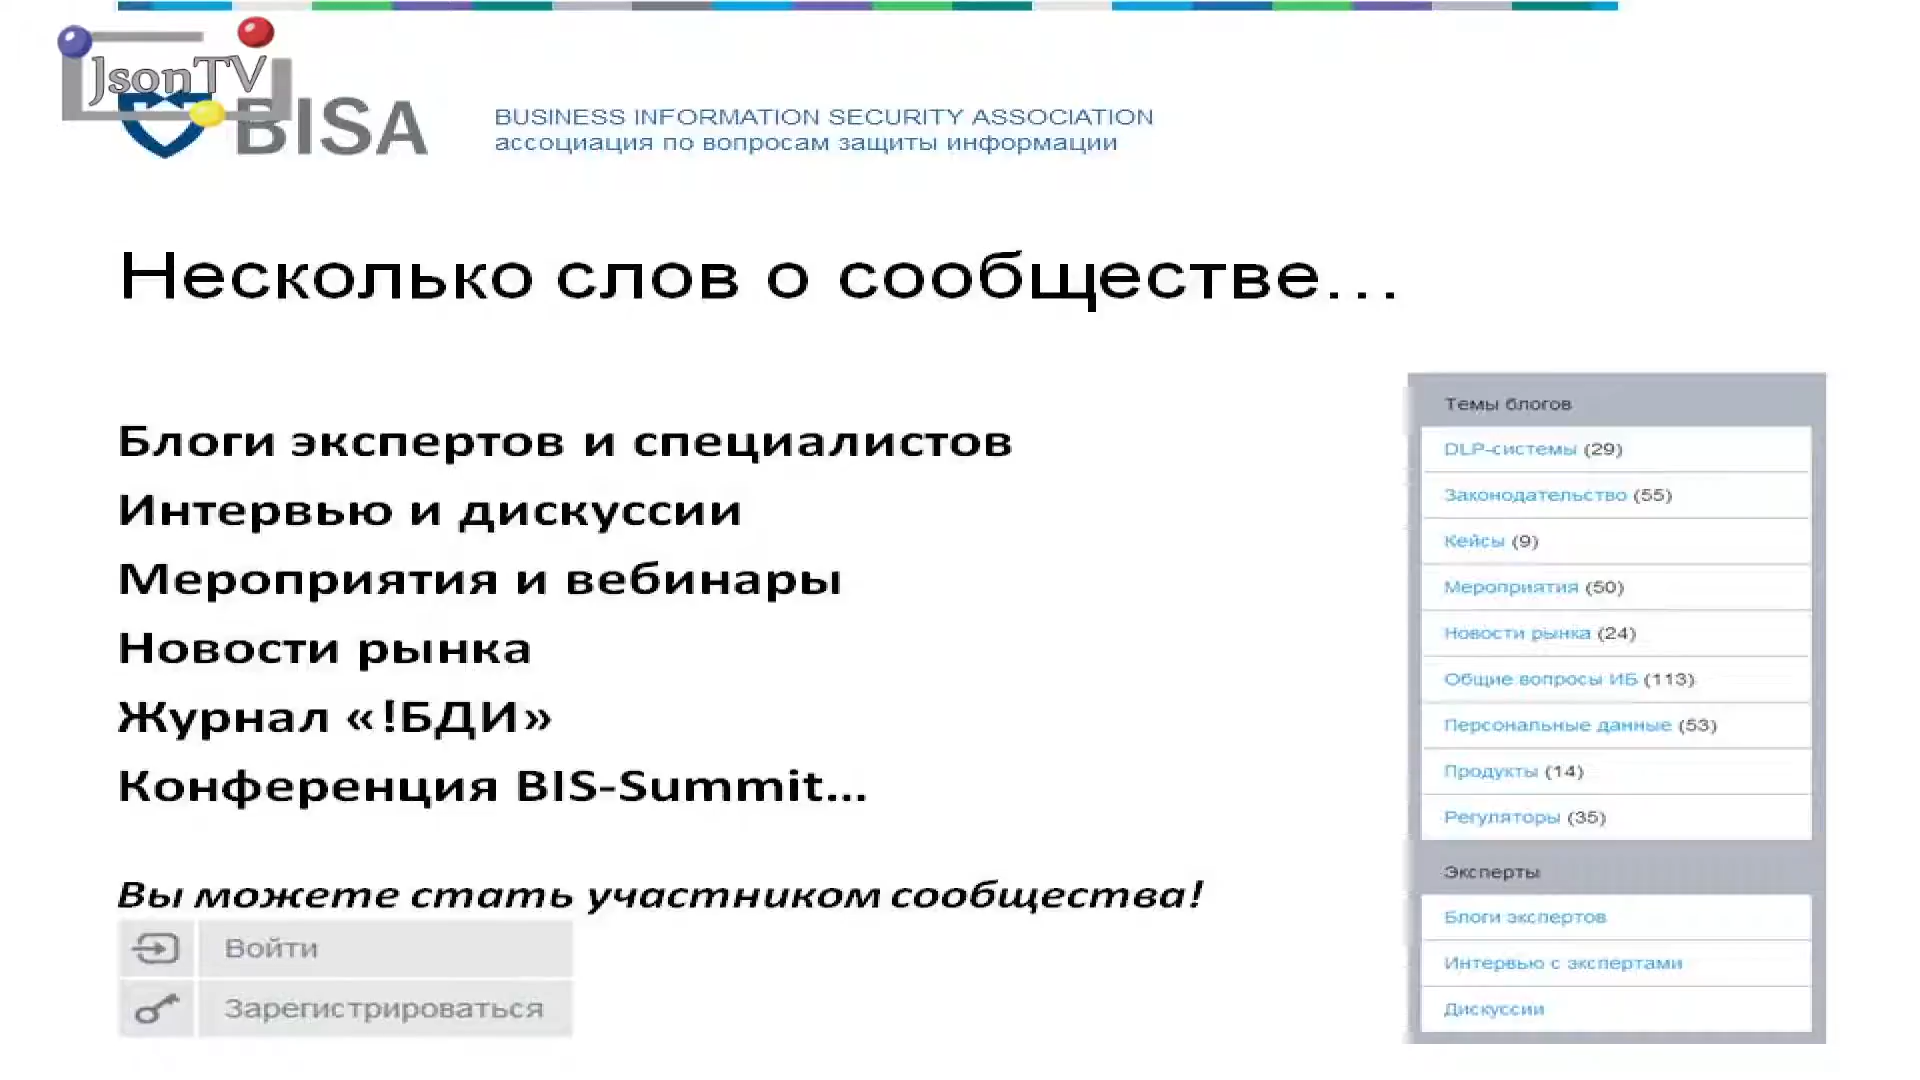 JsonTV
BISA
BUSINESS INFORMATION SECURITY ASSOCIATION
ассоциация по вопросам защиты информации
Несколько слов о сообществе...
Блоги экспертов и специалистов
Интервью и дискуссии
Мероприятия и вебинары
Новости рынка
Журнал «!БДИ»
Конференция BIS-Summit...
Вы можете стать участником сообщества!
Войти
Зарегистрироваться
Темы блогов
DLP-системы (29)
Законодательство (55)
Кейсы (9)
Мероприятия (50)
Новости рынка (24)
Общие вопросы ИБ (113)
Персональные данные (53)
Продукты (14)
Регуляторы (35)
Эксперты
Блоги экспертов
Интервью с экспертами
Дискуссии